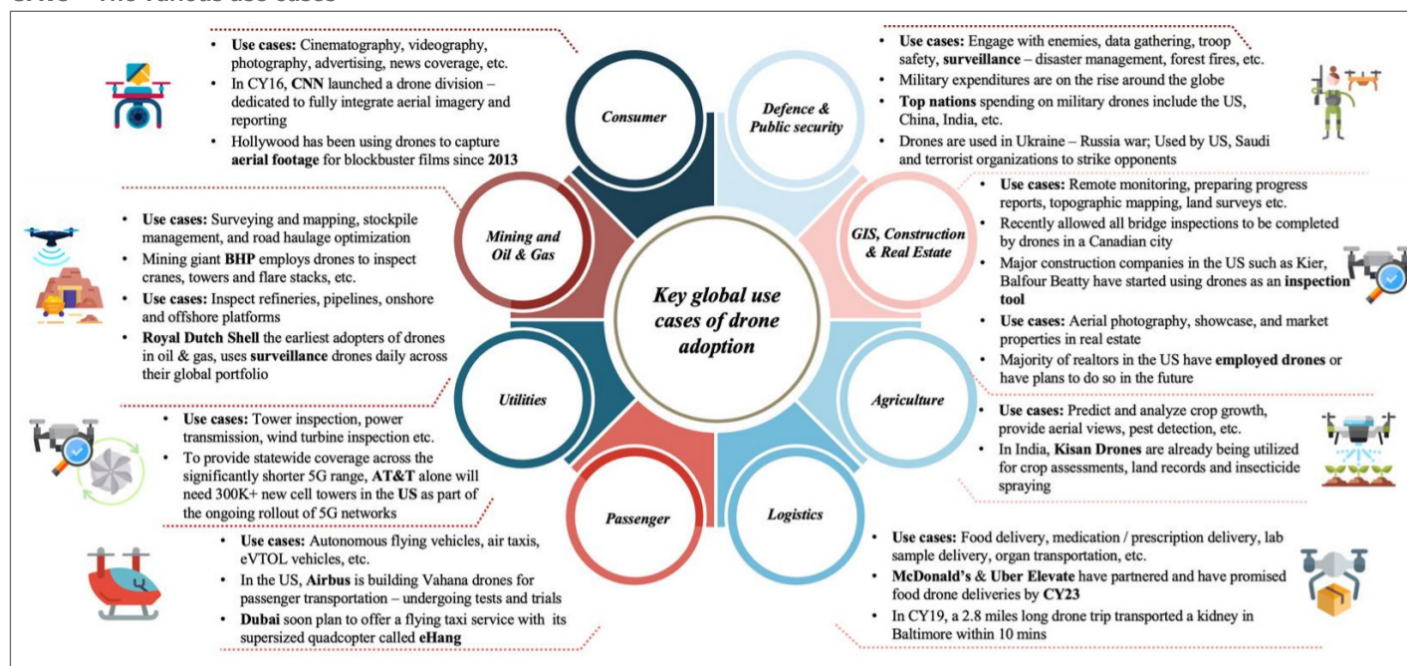 • Use cases: Cinematography, videography,
photography, advertising, news coverage, etc.
• In CY16, CNN launched a drone division –
dedicated to fully integrate aerial imagery and
reporting
• Hollywood has been using drones to capture
aerial footage for blockbuster films since 2013
• Use cases: Surveying and mapping, stockpile
management, and road haulage optimization
• Mining giant BHP employs drones to inspect
cranes, towers and flare stacks, etc.
• Use cases: Inspect refineries, pipelines, onshore
and offshore platforms
• Royal Dutch Shell the earliest adopters of drones
in oil & gas, uses surveillance drones daily across
their global portfolio
• Use cases: Tower inspection, power
transmission, wind turbine inspection etc.
• To provide statewide coverage across the
significantly shorter 5G range, AT&T alone will
need 300K+ new cell towers in the US as part of
the ongoing rollout of 5G networks
• Use cases: Autonomous flying vehicles, air taxis,
eVTOL vehicles, etc.
• In the US, Airbus is building Vahana drones for
passenger transportation – undergoing tests and trials
• Dubai soon plan to offer a flying taxi service with its
supersized quadcopter called eHang
Consumer
Defence &
Public security
Mining and
Oil & Gas
GIS, Construction
& Real Estate
Key global use
cases of drone
adoption
Utilities
Agriculture
Passenger
Logistics
• Use cases: Engage with enemies, data gathering, troop
safety, surveillance – disaster management, forest fires, etc.
• Military expenditures are on the rise around the globe
• Top nations spending on military drones include the US,
China, India, etc.
• Drones are used in Ukraine – Russia war; Used by US, Saudi
and terrorist organizations to strike opponents
• Use cases: Remote monitoring, preparing progress
reports, topographic mapping, land surveys etc.
• Recently allowed all bridge inspections to be completed
by drones in a Canadian city
• Major construction companies in the US such as Kier,
Balfour Beatty have started using drones as an inspection
tool
• Use cases: Aerial photography, showcase, and market
properties in real estate
• Majority of realtors in the US have employed drones or
have plans to do so in the future
• Use cases: Predict and analyze crop growth,
provide aerial views, pest detection, etc.
• In India, Kisan Drones are already being utilized
for crop assessments, land records and insecticide
spraying
• Use cases: Food delivery, medication / prescription delivery, lab
sample delivery, organ transportation, etc.
• McDonald's & Uber Elevate have partnered and have promised
food drone deliveries by CY23
• In CY19, a 2.8 miles long drone trip transported a kidney in
Baltimore within 10 mins